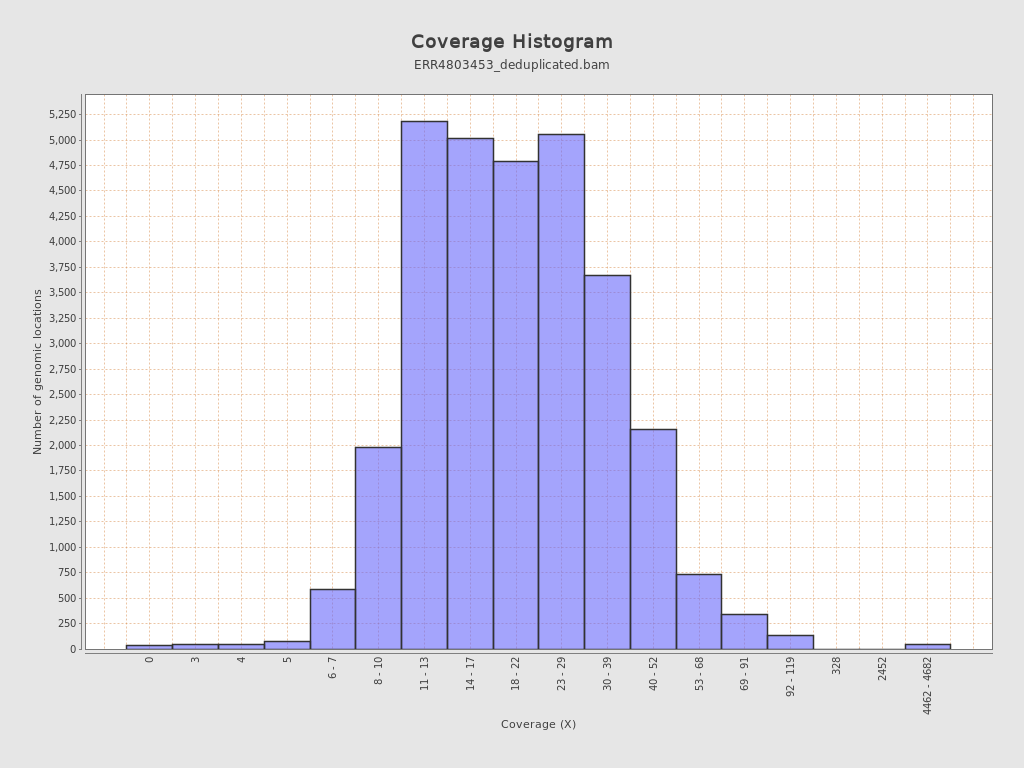 Coverage Histogram
ERR4803453_deduplicated.bam
Number of genomic locations
5,250
5,000
4,750
4,500
4,250
4,000
3,750
3,500
3,250
3,000
2,750
2,500
2,250
2,000
1,750
1,500
1,250
1,000
750
500
250
0
0
3
4
5
6 - 7
8 - 10
11 - 13
14 - 17
18 - 22
23 - 29
30 - 39
40 - 52
53 - 68
69 - 91
92 - 119
328
2452
4462 - 4682
Coverage (X)